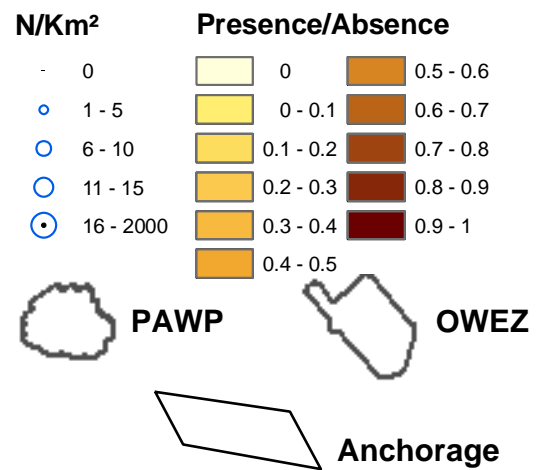 N/Km² Presence/Absence
- 0 0 0.5 - 0.6
1 - 5 0 - 0.1 0.6 - 0.7
6 - 10 0.1 - 0.2 0.7 - 0.8
11 - 15 0.2 - 0.3 0.8 - 0.9
16 - 2000 0.3 - 0.4 0.9 - 1
0.4 - 0.5
PAWP OWEZ
Anchorage